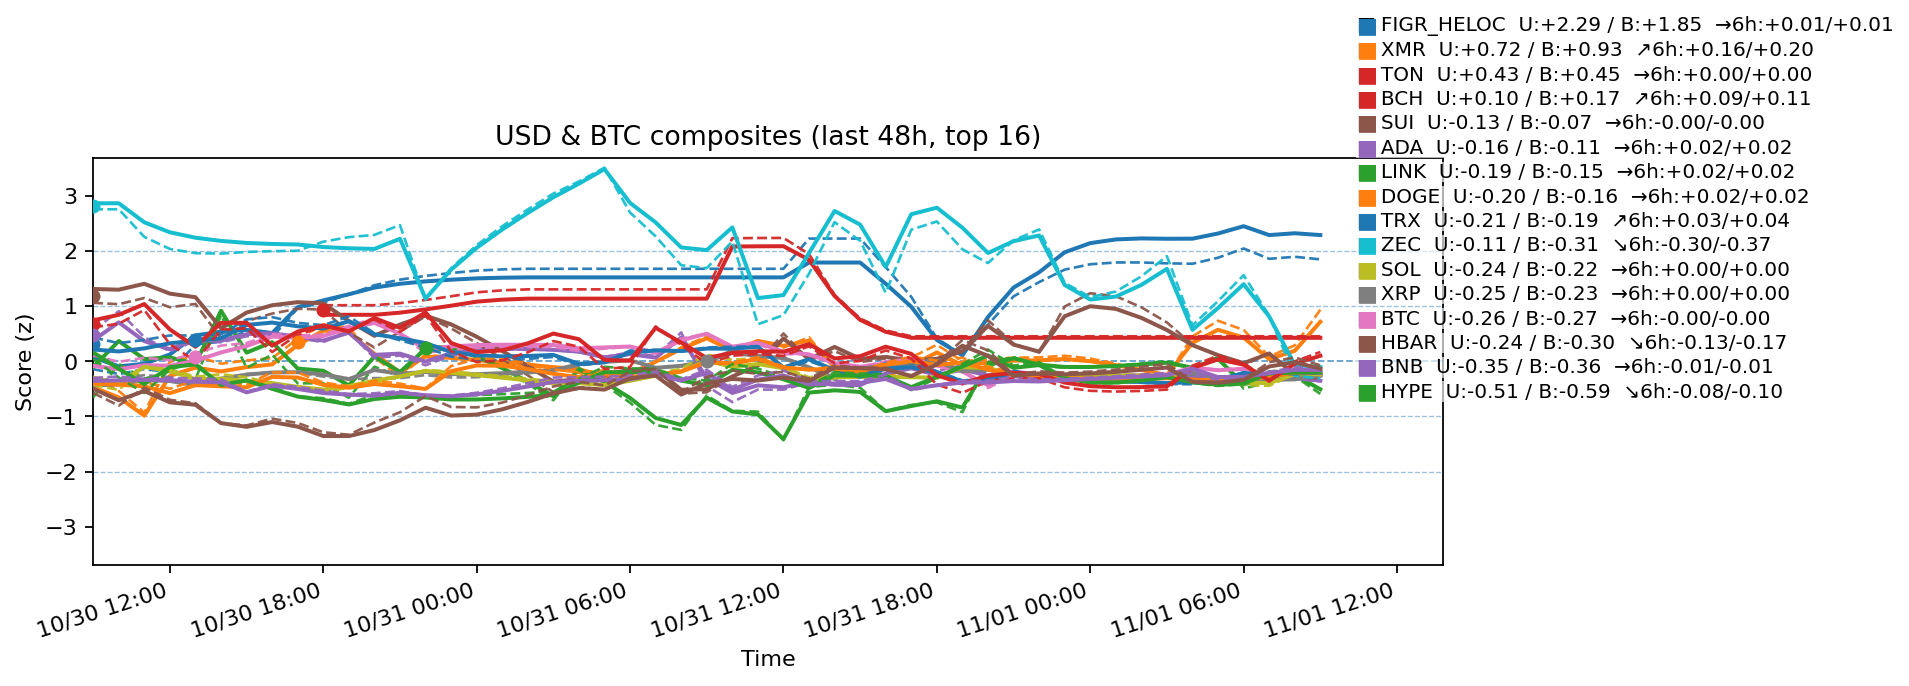 FIGR_HELOC U:+2.29 / B:+1.85 →6h:+0.01/+0.01
XMR U:+0.72 / B:+0.93 ↗6h:+0.16/+0.20
TON U:+0.43 / B:+0.45 →6h:+0.00/+0.00
BCH U:+0.10 / B:+0.17 ↗6h:+0.09/+0.11
SUI U:-0.13 / B:-0.07 →6h:-0.00/-0.00
ADA U:-0.16 / B:-0.11 →6h:+0.02/+0.02
LINK U:-0.19 / B:-0.15 →6h:+0.02/+0.02
DOGE U:-0.20 / B:-0.16 →6h:+0.02/+0.02
TRX U:-0.21 / B:-0.19 ↗6h:+0.03/+0.04
ZEC U:-0.11 / B:-0.31 ↘6h:-0.30/-0.37
SOL U:-0.24 / B:-0.22 →6h:+0.00/+0.00
XRP U:-0.25 / B:-0.23 →6h:+0.00/+0.00
BTC U:-0.26 / B:-0.27 →6h:-0.00/-0.00
HBAR U:-0.24 / B:-0.30 ↘6h:-0.13/-0.17
BNB U:-0.35 / B:-0.36 →6h:-0.01/-0.01
HYPE U:-0.51 / B:-0.59 ↘6h:-0.08/-0.10
USD & BTC composites (last 48h, top 16)
Score (z)
3
2
1
0
−1
−2
−3
10/30 12:00
10/30 18:00
10/31 00:00
10/31 06:00
10/31 12:00
10/31 18:00
11/01 00:00
11/01 06:00
11/01 12:00
Time